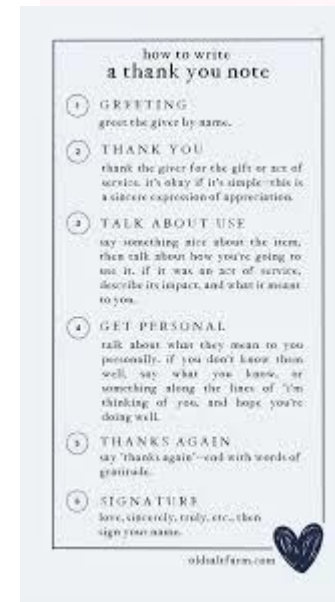 how to write
a thank you note
1 GREETING
greet the giver by name.
2 THANK YOU
thank the giver for the gift or act of
service. it's okay if it's simple—this is
a sincere expression of appreciation.
3 TALK ABOUT USE
say something nice about the item,
then talk about how you're going to
use it. if it was an act of service,
describe its impact, and what it meant
to you.
4 GET PERSONAL
talk about what they mean to you
personally. if you don't know them
well, say what you know, or
something along the lines of "i'm
thinking of you, and hope you're
doing well.
5 THANKS AGAIN
say 'thanks again'—end with words of
gratitude.
6 SIGNATURE
love, sincerely, truly, etc., then
sign your name.
oldsaltfarm.com